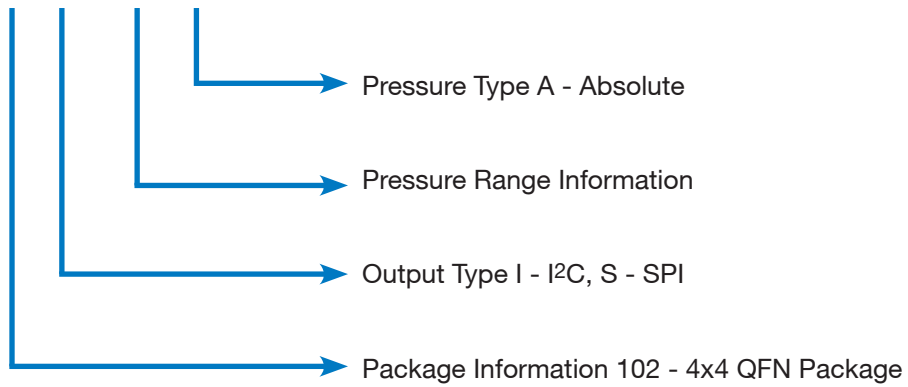 Pressure Type A - Absolute
Pressure Range Information
Output Type I - I²C, S - SPI
Package Information 102 - 4x4 QFN Package